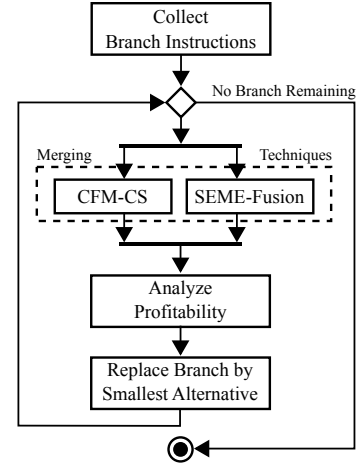 Collect
Branch Instructions
No Branch Remaining
Merging Techniques
CFM-CS SEME-Fusion
Analyze
Profitability
Replace Branch by
Smallest Alternative